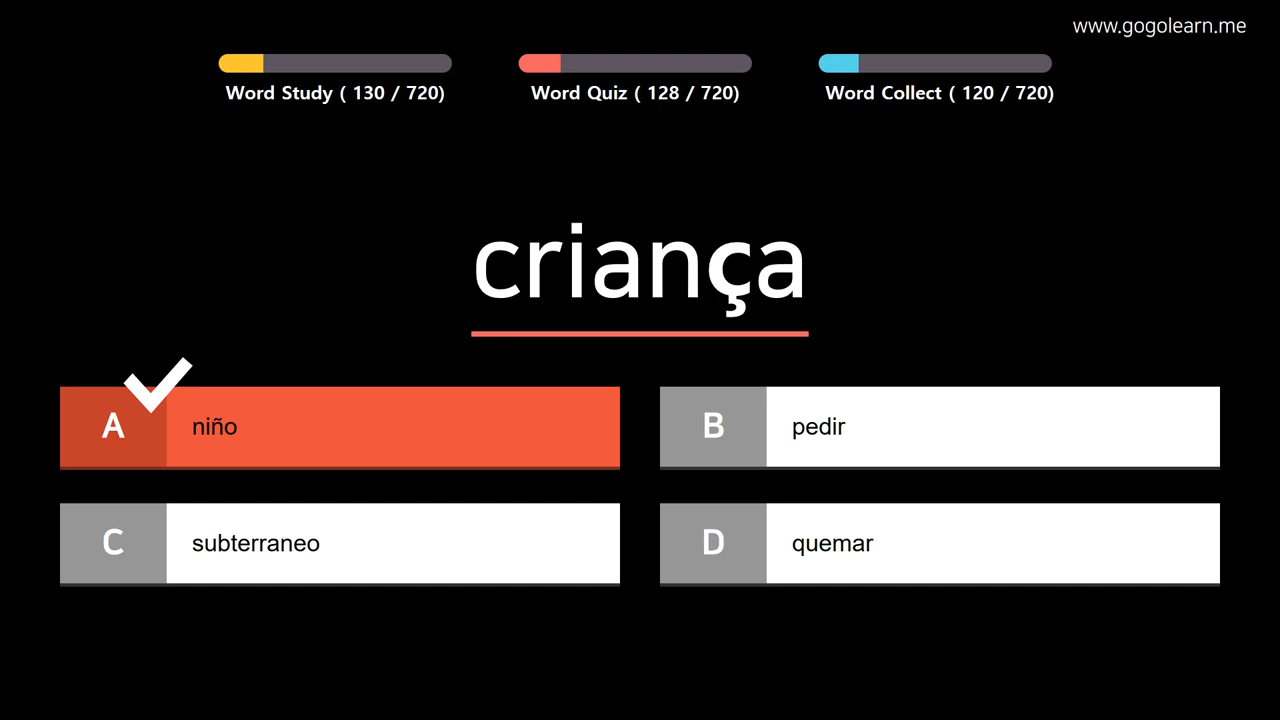 www.gogolearn.me
Word Study ( 130 / 720)
Word Quiz ( 128 / 720)
Word Collect ( 120 / 720)
criança
A niño
B pedir
C subterraneo
D quemar